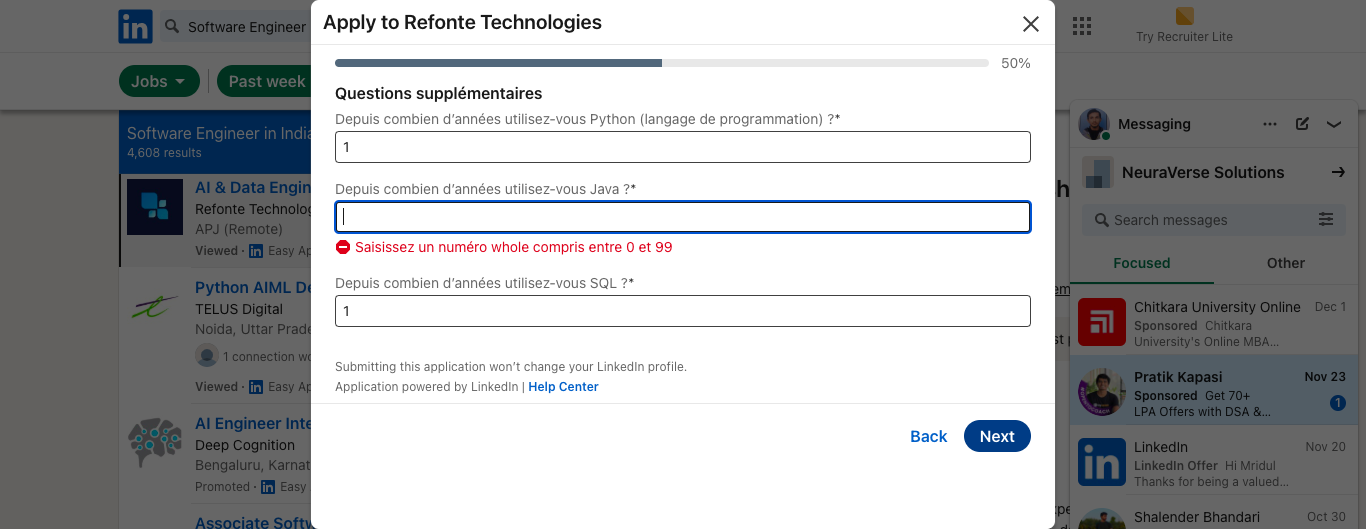 in
Software Engineer
Try Recruiter Lite
Jobs
Past week
Software Engineer in India
4,608 results
AI & Data Engin
Refonte Technolog
APJ (Remote)
Viewed · in Easy Ap
Python AIML De
TELUS Digital
Noida, Uttar Prade
1 connection wo
Viewed · in Easy Ap
AI Engineer Inte
Deep Cognition
Bengaluru, Karnat
Promoted · in Easy
Associate Softw
Apply to Refonte Technologies
50%
Questions supplémentaires
Depuis combien d’années utilisez-vous Python (langage de programmation) ?*
1
Depuis combien d’années utilisez-vous Java ?*
Saisissez un numéro whole compris entre 0 et 99
Depuis combien d’années utilisez-vous SQL ?*
1
Submitting this application won’t change your LinkedIn profile.
Application powered by LinkedIn | Help Center
Back
Next
Messaging
NeuraVerse Solutions
Search messages
Focused
Other
Chitkara University Online Dec 1
Sponsored Chitkara
University's Online MBA...
Pratik Kapasi Nov 23
Sponsored Get 70+
LPA Offers with DSA &... 1
in
LinkedIn Nov 20
LinkedIn Offer Hi Mridul
Thanks for being a valued...
Shalender Bhandari Oct 30